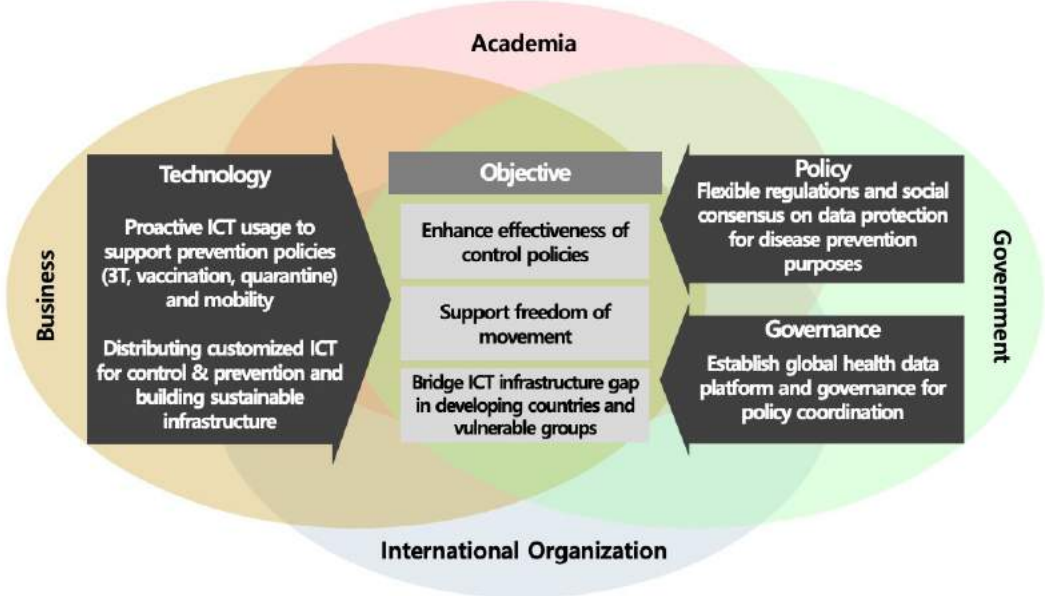 Academia
Business
Technology
Proactive ICT usage to
support prevention policies
(3T, vaccination, quarantine)
and mobility
Distributing customized ICT
for control & prevention and
building sustainable
infrastructure
Objective
Enhance effectiveness of
control policies
Support freedom of
movement
Bridge ICT infrastructure gap
in developing countries and
vulnerable groups
Policy
Flexible regulations and social
consensus on data protection
for disease prevention
purposes
Governance
Establish global health data
platform and governance for
policy coordination
Government
International Organization